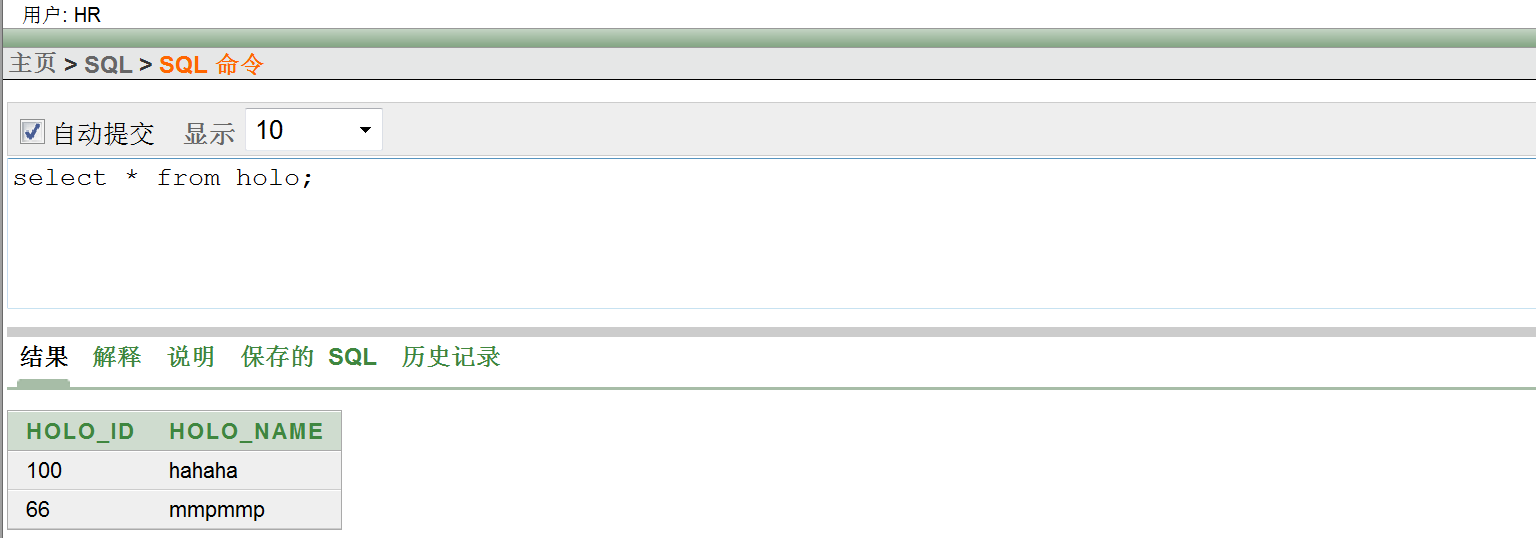 用户: HR
主页 > SQL > SQL 命令
自动提交 显示 10
select * from holo;
结果 解释 说明 保存的 SQL 历史记录
HOLO_ID HOLO_NAME
100 hahaha
66 mmpmmp